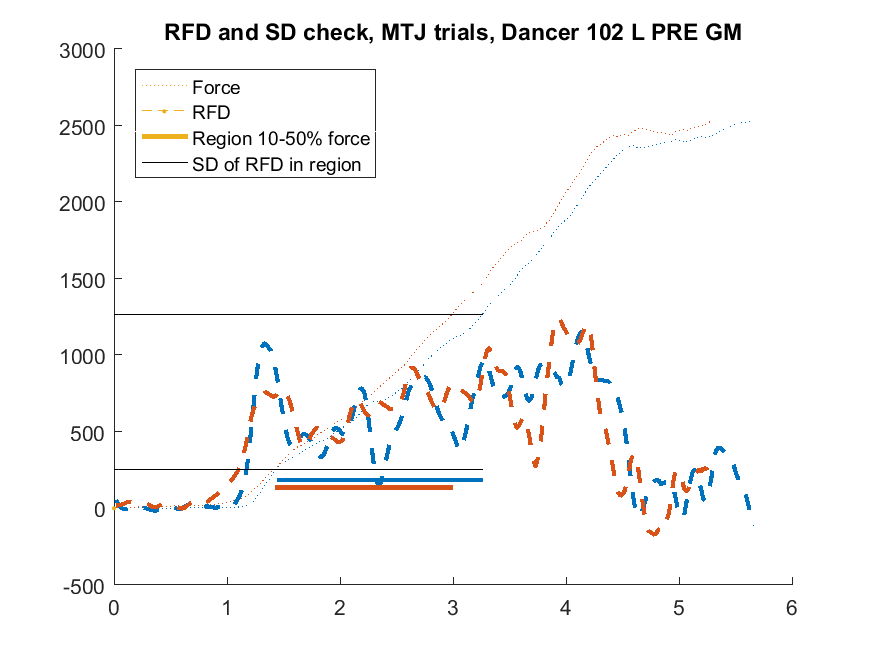 RFD and SD check, MTJ trials, Dancer 102 L PRE GM
3000
2500
2000
1500
1000
500
0
-500
Force
RFD
Region 10-50% force
SD of RFD in region
0 1 2 3 4 5 6